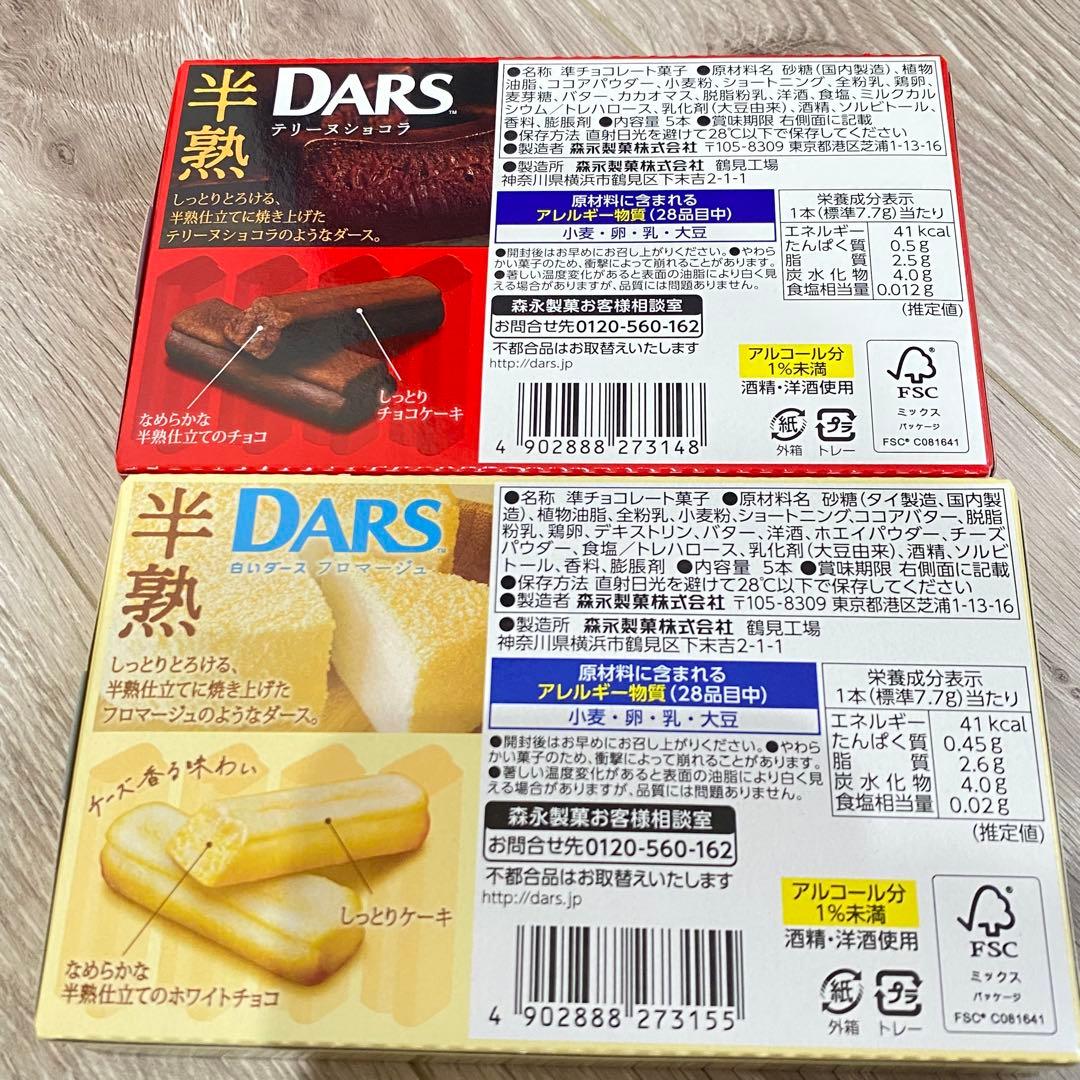 半熟
DARS™
テリーヌショコラ
しっとりとろける、
半熟仕立てに焼き上げた
テリーヌショコラのようなダース。
なめらかな
半熟仕立てのチョコ
しっとり
チョコケーキ
●名称 準チョコレート菓子 ●原材料名 砂糖(国内製造)、植物
油脂、ココアパウダー、小麦粉、ショートニング、全粉乳、鶏卵、
麦芽糖、バター、カカオマス、脱脂粉乳、洋酒、食塩、ミルクカル
シウム/トレハロース、乳化剤(大豆由来)、酒精、ソルビトール、
香料、膨脹剤 ●内容量 5本 ●賞味期限 右側面に記載
●保存方法 直射日光を避けて28℃以下で保存してください
●製造者 森永製菓株式会社 〒105-8309 東京都港区芝浦1-13-16
●製造所 森永製菓株式会社 鶴見工場
神奈川県横浜市鶴見区下末吉2-1-1
原材料に含まれる
アレルギー物質(28品目中)
小麦・卵・乳・大豆
●開封後はお早めにお召し上がりください。●やわら
かい菓子のため、衝撃によって崩れることがあります。
●著しい温度変化があると表面の油脂により白く見
える場合がありますが、品質には問題ありません。
森永製菓お客様相談室
お問合せ先0120-560-162
不都合品はお取替えいたします
http://dars.jp
4 902888 273148
栄養成分表示
1本(標準7.7g)当たり
エネルギー 41 kcal
たんぱく質 0.5g
脂質 2.5g
炭水化物 4.0g
食塩相当量 0.012g
(推定値)
アルコール分
1%未満
酒精・洋酒使用
紙
外箱
プラ
トレー
FSC
ミックス
パッケージ
FSC® C081641
半熟
DARS™
白いダース フロマージュ
しっとりとろける、
半熟仕立てに焼き上げた
フロマージュのようなダース。
チーズ香る味わい
しっとりケーキ
なめらかな
半熟仕立てのホワイトチョコ
●名称 準チョコレート菓子 ●原材料名 砂糖(タイ製造、国内製
造)、植物油脂、全粉乳、小麦粉、ショートニング、ココアバター、脱脂
粉乳、鶏卵、デキストリン、バター、洋酒、ホエイパウダー、チーズ
パウダー、食塩/トレハロース、乳化剤(大豆由来)、酒精、ソルビ
トール、香料、膨脹剤 ●内容量 5本 ●賞味期限 右側面に記載
●保存方法 直射日光を避けて28℃以下で保存してください
●製造者 森永製菓株式会社 〒105-8309 東京都港区芝浦1-13-16
●製造所 森永製菓株式会社 鶴見工場
神奈川県横浜市鶴見区下末吉2-1-1
原材料に含まれる
アレルギー物質(28品目中)
小麦・卵・乳・大豆
●開封後はお早めにお召し上がりください。●やわら
かい菓子のため、衝撃によって崩れることがあります。
●著しい温度変化があると表面の油脂により白く見
える場合がありますが、品質には問題ありません。
森永製菓お客様相談室
お問合せ先0120-560-162
不都合品はお取替えいたします
http://dars.jp
4 902888 273155
栄養成分表示
1本(標準7.7g)当たり
エネルギー 41 kcal
たんぱく質 0.45g
脂質 2.6g
炭水化物 4.0g
食塩相当量 0.02g
(推定値)
アルコール分
1%未満
酒精・洋酒使用
紙
外箱
プラ
トレー
FSC
ミックス
パッケージ
FSC® C081641